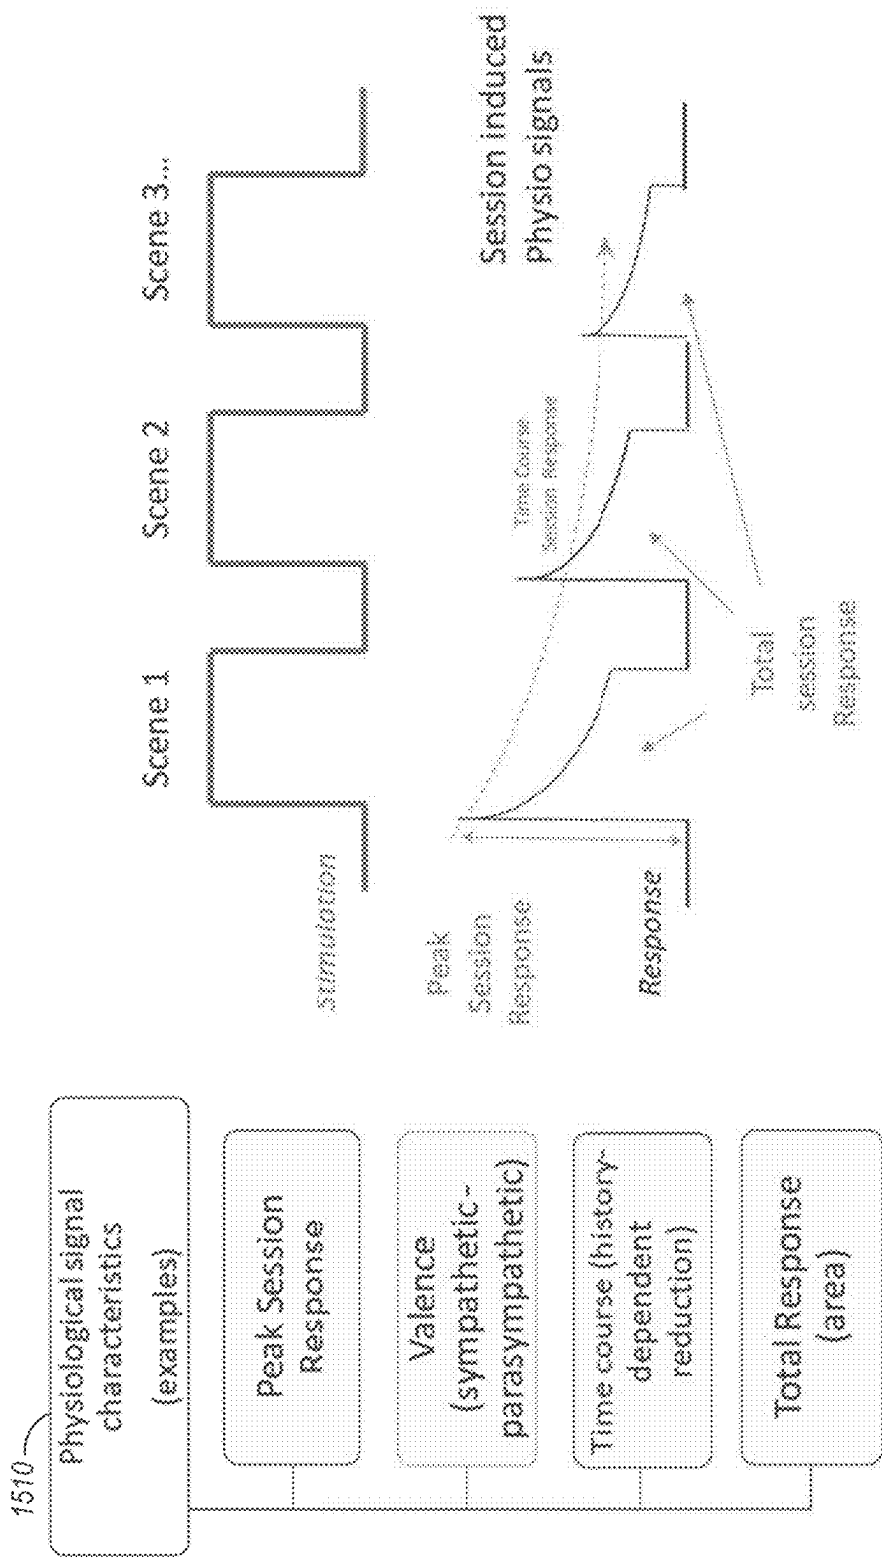 1510
Physiological signal
characteristics
(examples)
Peak Session
Response
Valence
(sympathetic -
parasympathetic)
Time course (history-
dependent
reduction)
Total Response
(area)
Scene 1
Scene 2
Scene 3...
Stimulation
Peak
Session
Response
Response
Time Course
Session Response
Session induced
Physio signals
Total
session
Response